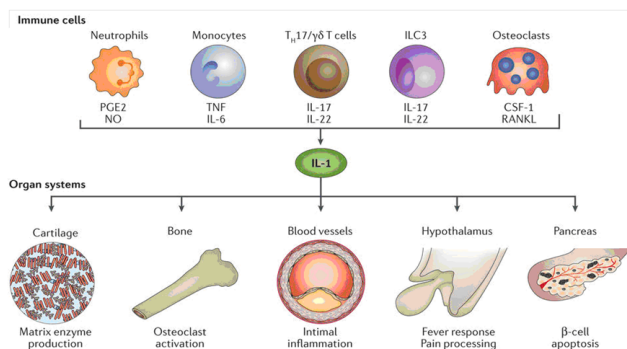 Immune cells
Neutrophils
Monocytes
TH17/γδ T cells
ILC3
Osteoclasts
PGE2
NO
TNF
IL-6
IL-17
IL-22
IL-17
IL-22
CSF-1
RANKL
IL-1
Organ systems
Cartilage
Bone
Blood vessels
Hypothalamus
Pancreas
Matrix enzyme
production
Osteoclast
activation
Intimal
inflammation
Fever response
Pain processing
β-cell
apoptosis